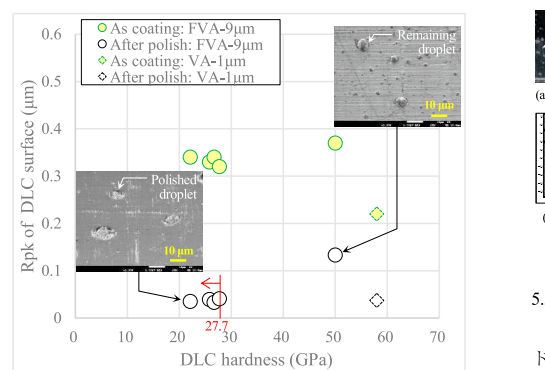 As coating: FVA-9μm
After polish: FVA-9μm
As coating: VA-1μm
After polish: VA-1μm
Remaining
droplet
10 μm
Polished
droplet
10 μm
Rpk of DLC surface (μm)
0.6
0.5
0.4
0.3
0.2
0.1
0
27.7
0
10
20
30
40
50
60
70
DLC hardness (GPa)
(a
(
5.
ド